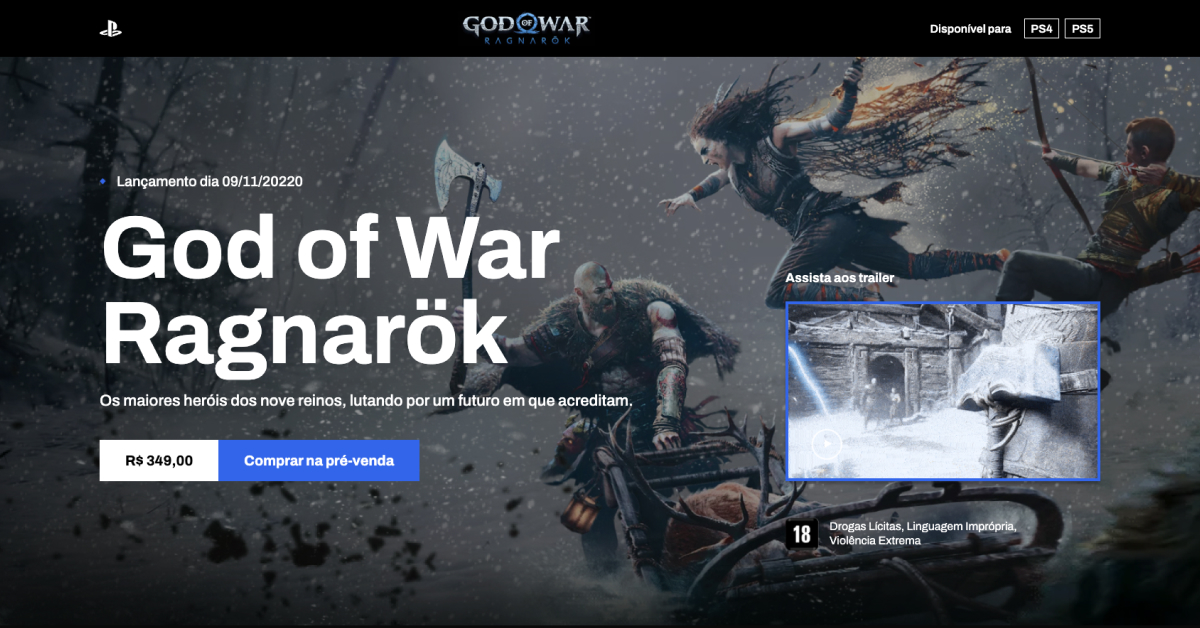 GOD OF WAR
RAGNARÖK
Disponível para PS4 PS5
Lançamento dia 09/11/20220
God of War
Ragnarök
Os maiores heróis dos nove reinos, lutando por um futuro em que acreditam.
R$ 349,00 Comprar na pré-venda
Assista aos trailer
18 Drogas Lícitas, Linguagem Imprópria,
Violência Extrema